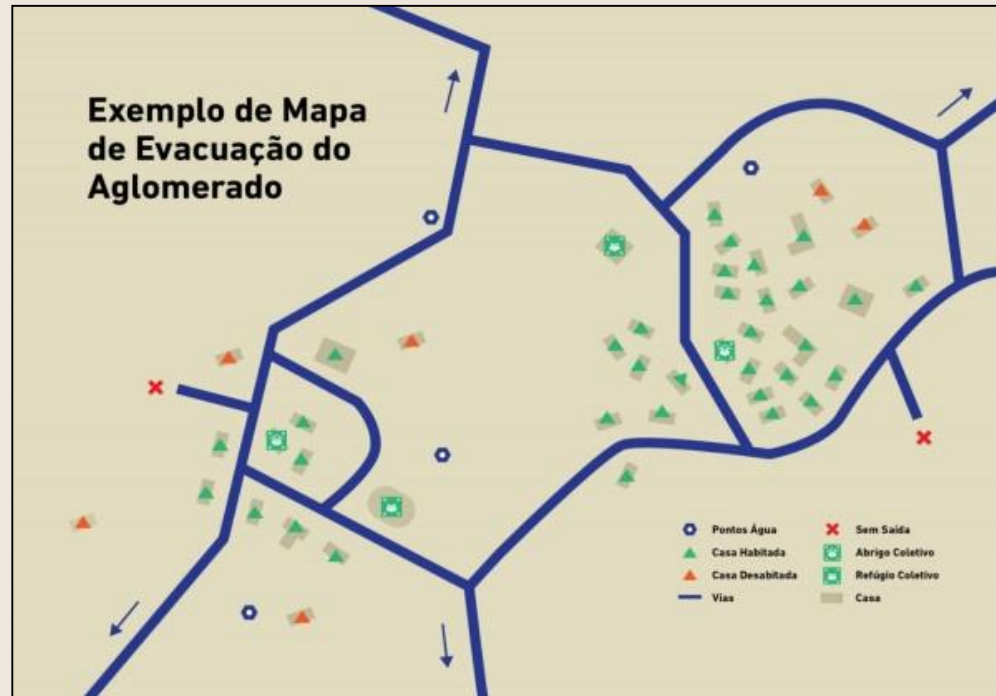 Exemplo de Mapa
de Evacuação do
Aglomerado
Pontos Água
Casa Habitada
Casa Desabitada
Vias
Sem Saída
Abrigo Coletivo
Refúgio Coletivo
Casa